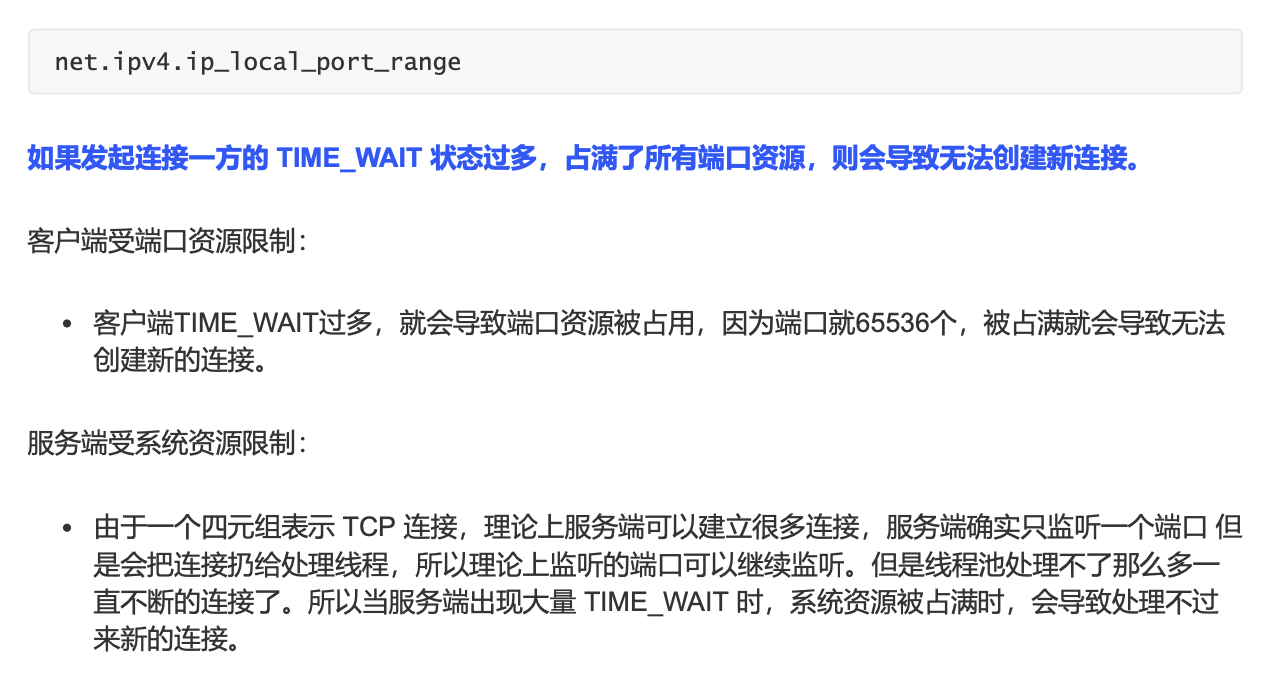 net.ipv4.ip_local_port_range
如果发起连接一方的 TIME_WAIT 状态过多，占满了所有端口资源，则会导致无法创建新连接。
客户端受端口资源限制：
• 客户端TIME_WAIT过多，就会导致端口资源被占用，因为端口就65536个，被占满就会导致无法
创建新的连接。
服务端受系统资源限制：
• 由于一个四元组表示 TCP 连接，理论上服务端可以建立很多连接，服务端确实只监听一个端口 但
是会把连接扔给处理线程，所以理论上监听的端口可以继续监听。但是线程池处理不了那么多一
直不断的连接了。所以当服务端出现大量 TIME_WAIT 时，系统资源被占满时，会导致处理不过
来新的连接。